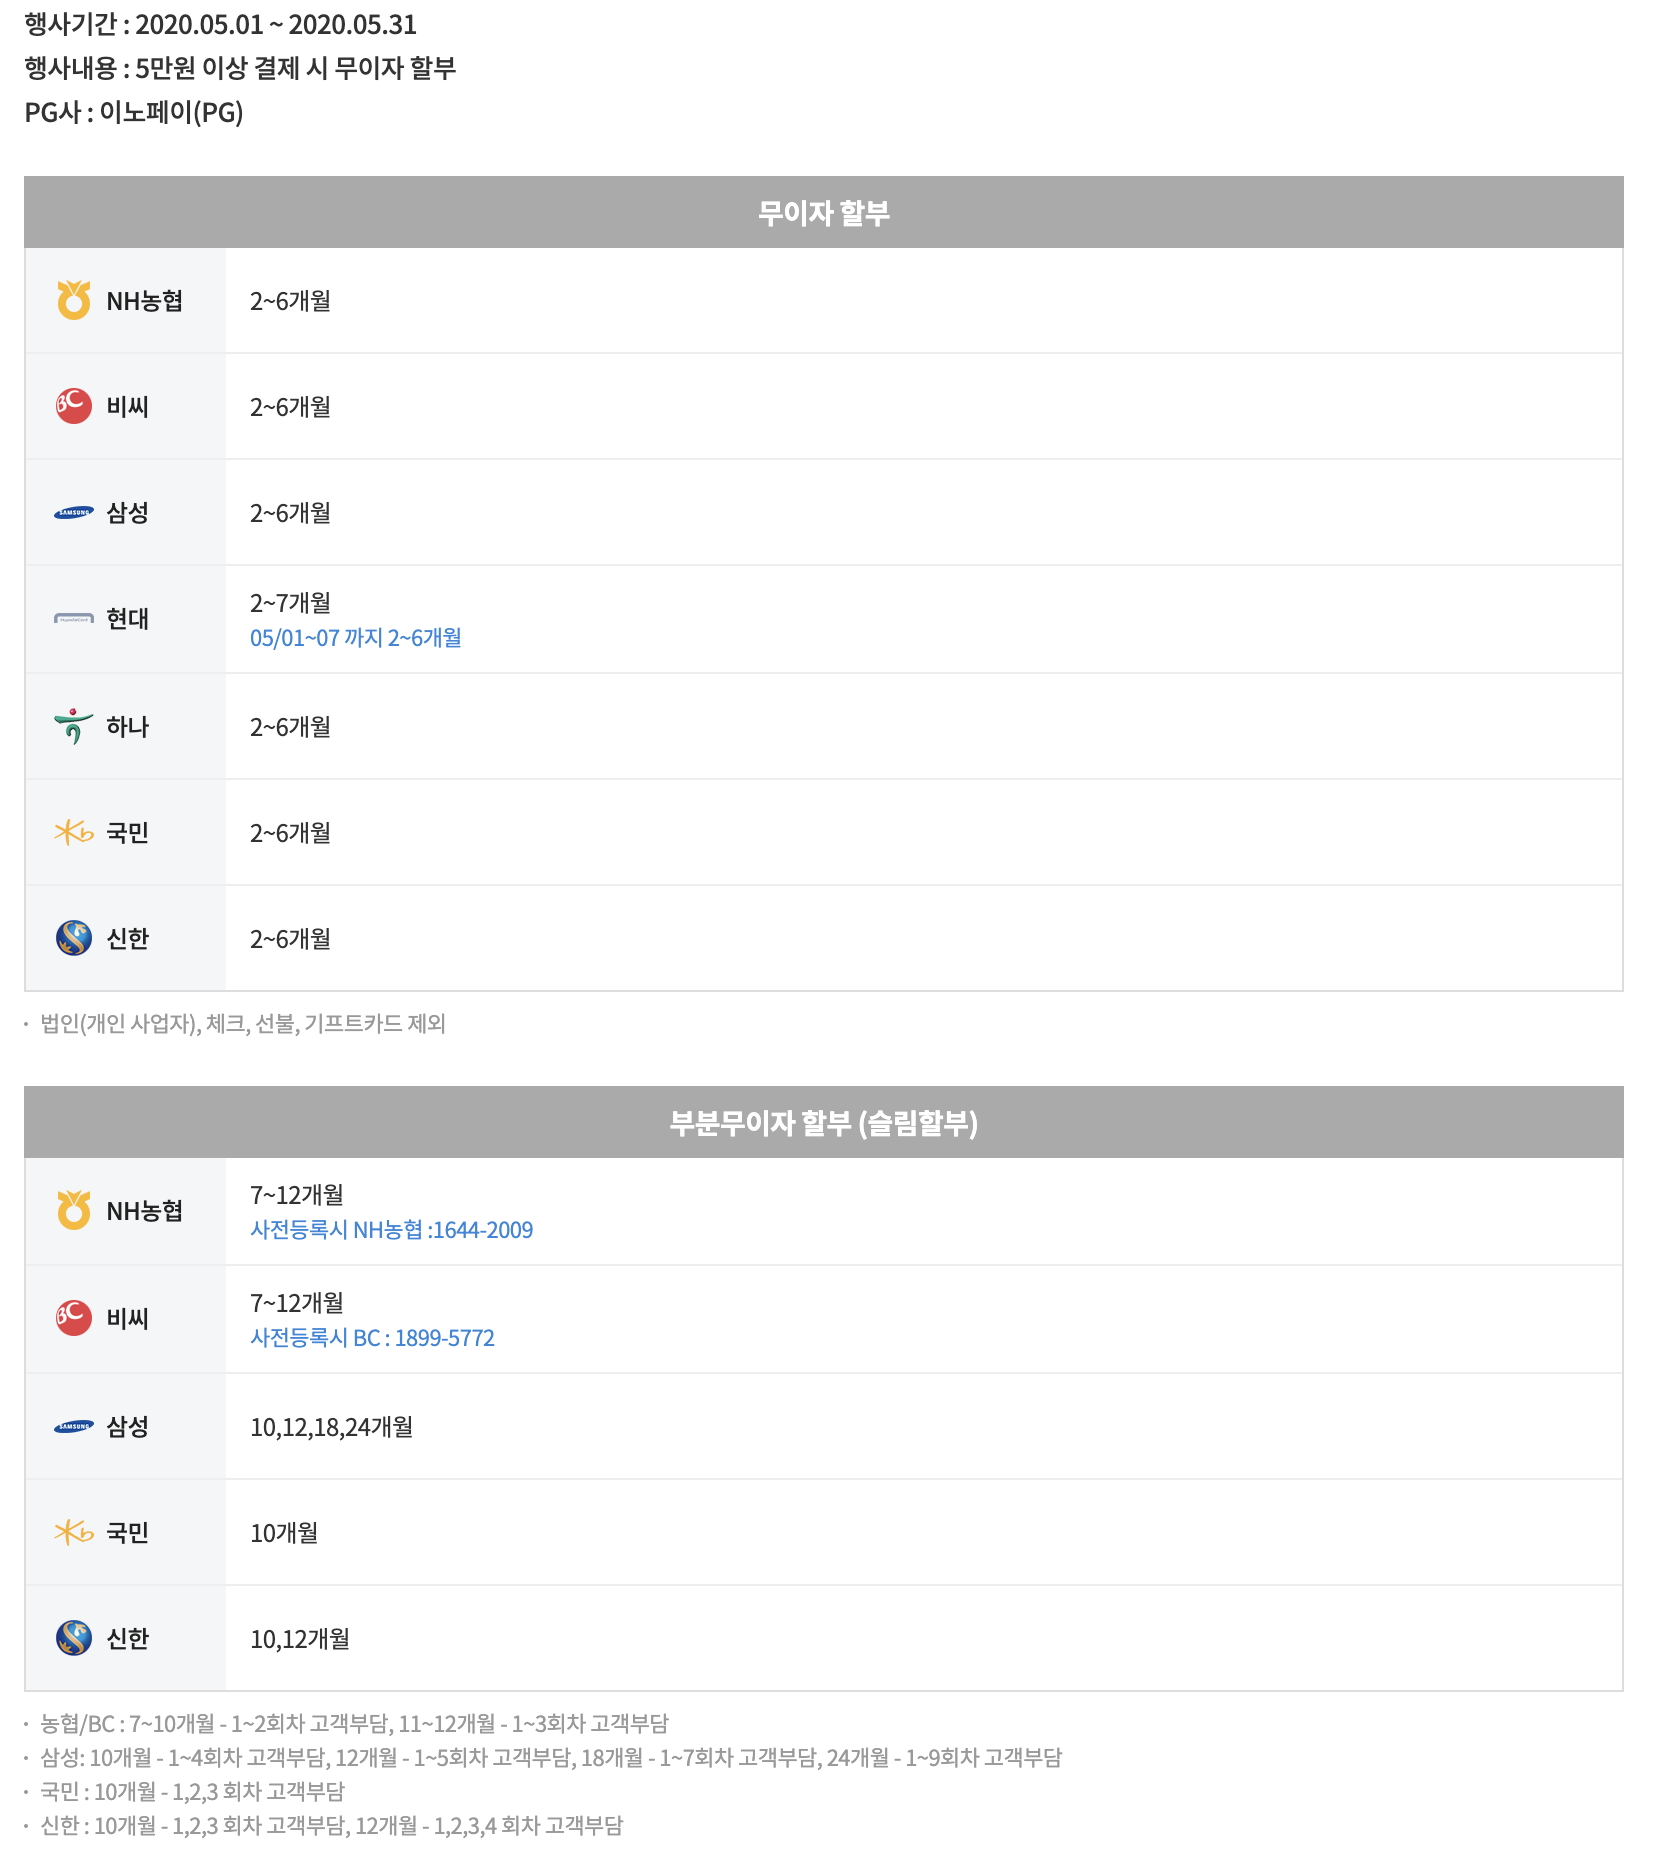 행사기간 : 2020.05.01 ~ 2020.05.31
행사내용 : 5만원 이상 결제 시 무이자 할부
PG사 : 이노페이(PG)
무이자 할부
NH농협 2~6개월
BC 비씨 2~6개월
SAMSUNG 삼성 2~6개월
현대 2~7개월
05/01~07 까지 2~6개월
하나 2~6개월
국민 2~6개월
신한 2~6개월
· 법인(개인 사업자), 체크, 선불, 기프트카드 제외
부분무이자 할부 (슬림할부)
NH농협 7~12개월
사전등록시 NH농협 :1644-2009
BC 비씨 7~12개월
사전등록시 BC : 1899-5772
SAMSUNG 삼성 10,12,18,24개월
국민 10개월
신한 10,12개월
· 농협/BC : 7~10개월 - 1~2회차 고객부담, 11~12개월 - 1~3회차 고객부담
· 삼성: 10개월 - 1~4회차 고객부담, 12개월 - 1~5회차 고객부담, 18개월 - 1~7회차 고객부담, 24개월 - 1~9회차 고객부담
· 국민 : 10개월 - 1,2,3 회차 고객부담
· 신한 : 10개월 - 1,2,3 회차 고객부담, 12개월 - 1,2,3,4 회차 고객부담